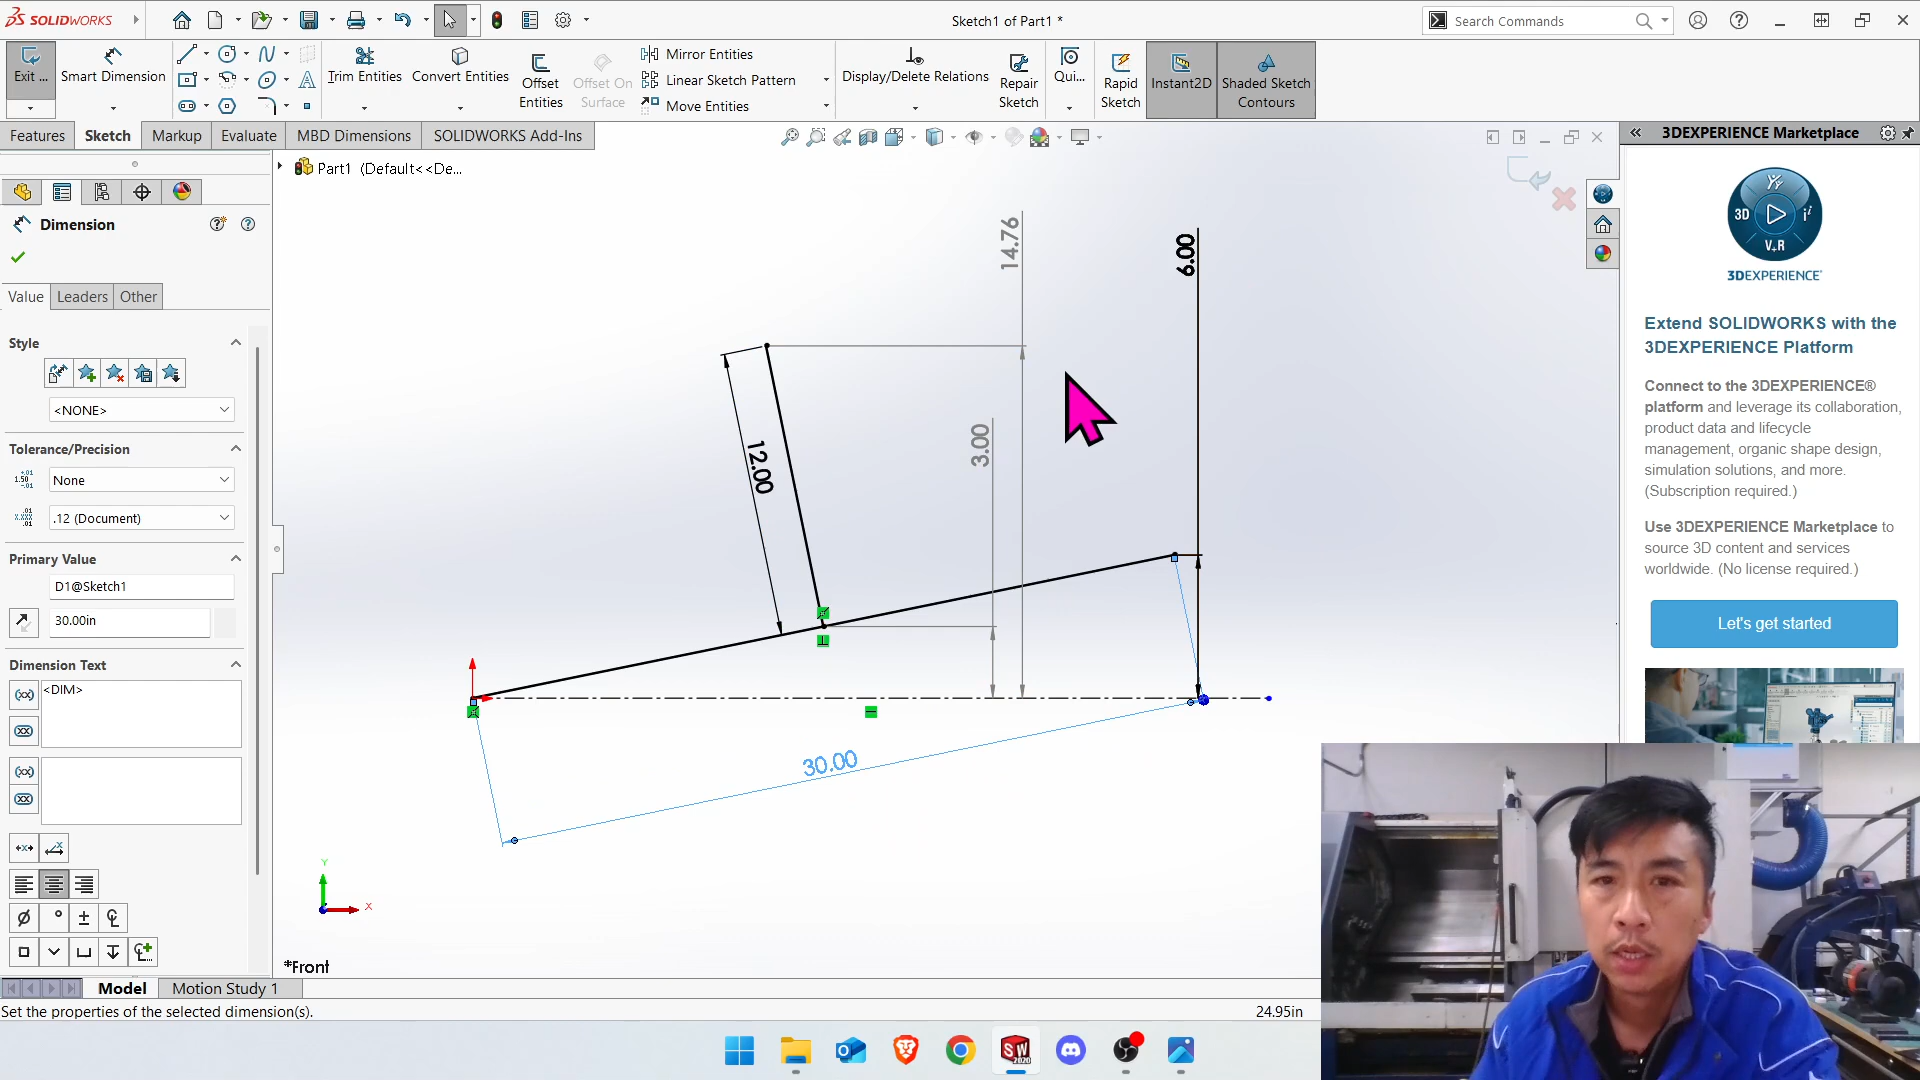 SOLIDWORKS
Sketch1 of Part1 *
Search Commands
Exit ...
Smart Dimension
Trim Entities
Convert Entities
Offset Entities
Offset On Surface
Mirror Entities
Linear Sketch Pattern
Move Entities
Display/Delete Relations
Repair Sketch
Qui...
Rapid Sketch
Instant2D
Shaded Sketch Contours
Features
Sketch
Markup
Evaluate
MBD Dimensions
SOLIDWORKS Add-Ins
Part1 (Default<<De...
Dimension
Value
Leaders
Other
Style
<NONE>
Tolerance/Precision
None
.12 (Document)
Primary Value
D1@Sketch1
30.00in
Dimension Text
<DIM>
14.76
6.00
12.00
3.00
30.00
Y
X
*Front
3DEXPERIENCE Marketplace
3D
V+R
3DEXPERIENCE
Extend SOLIDWORKS with the
3DEXPERIENCE Platform
Connect to the 3DEXPERIENCE®
platform and leverage its collaboration,
product data and lifecycle
management, organic shape design,
simulation solutions, and more.
(Subscription required.)
Use 3DEXPERIENCE Marketplace to
source 3D content and services
worldwide. (No license required.)
Let's get started
Model
Motion Study 1
Set the properties of the selected dimension(s).
24.95in
SW
2020